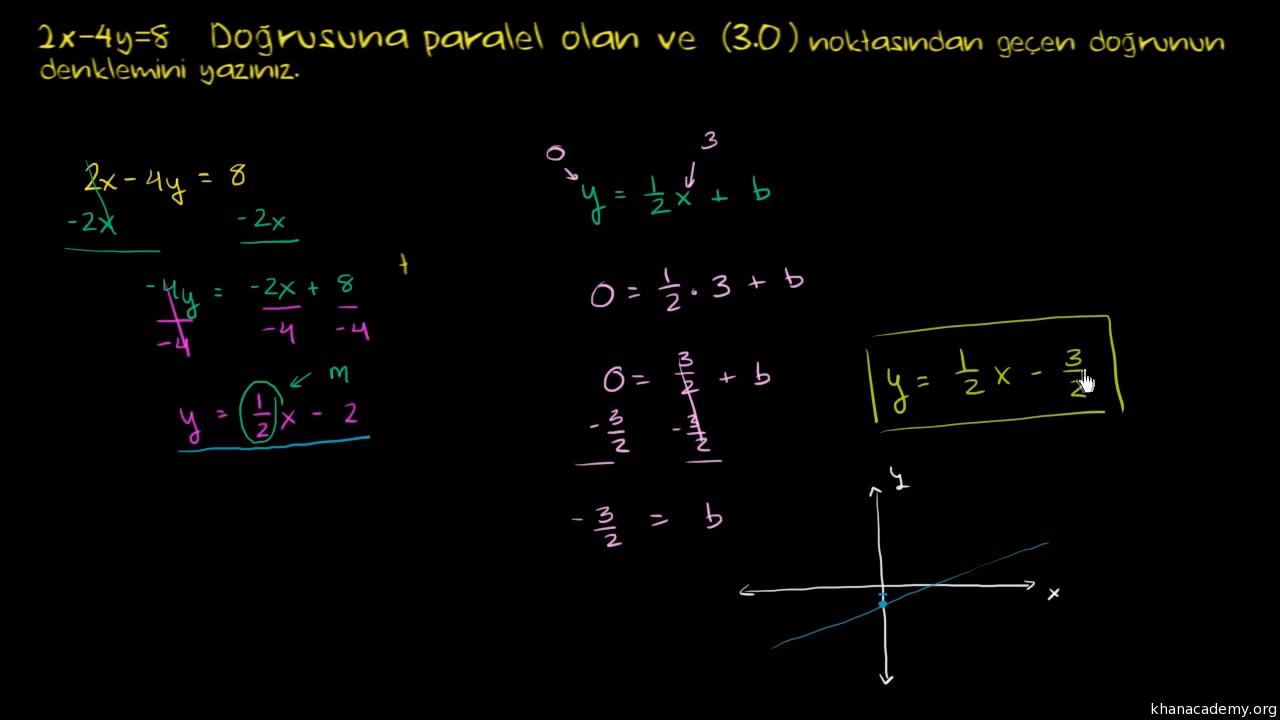 2x-4y=8 Doğrusuna paralel olan ve (3.0) noktasından geçen doğrunun
denklemini yazınız.
2x - 4y = 8
-2x -2x
-4y = -2x + 8
-4 -4 -4
m
y = 1/2 x - 2
+
0 3
y = 1/2 x + b
0 = 1/2 · 3 + b
0 = 3/2 + b
-3/2 -3/2
-3/2 = b
y = 1/2 x - 3/2
y
x
khanacademy.org